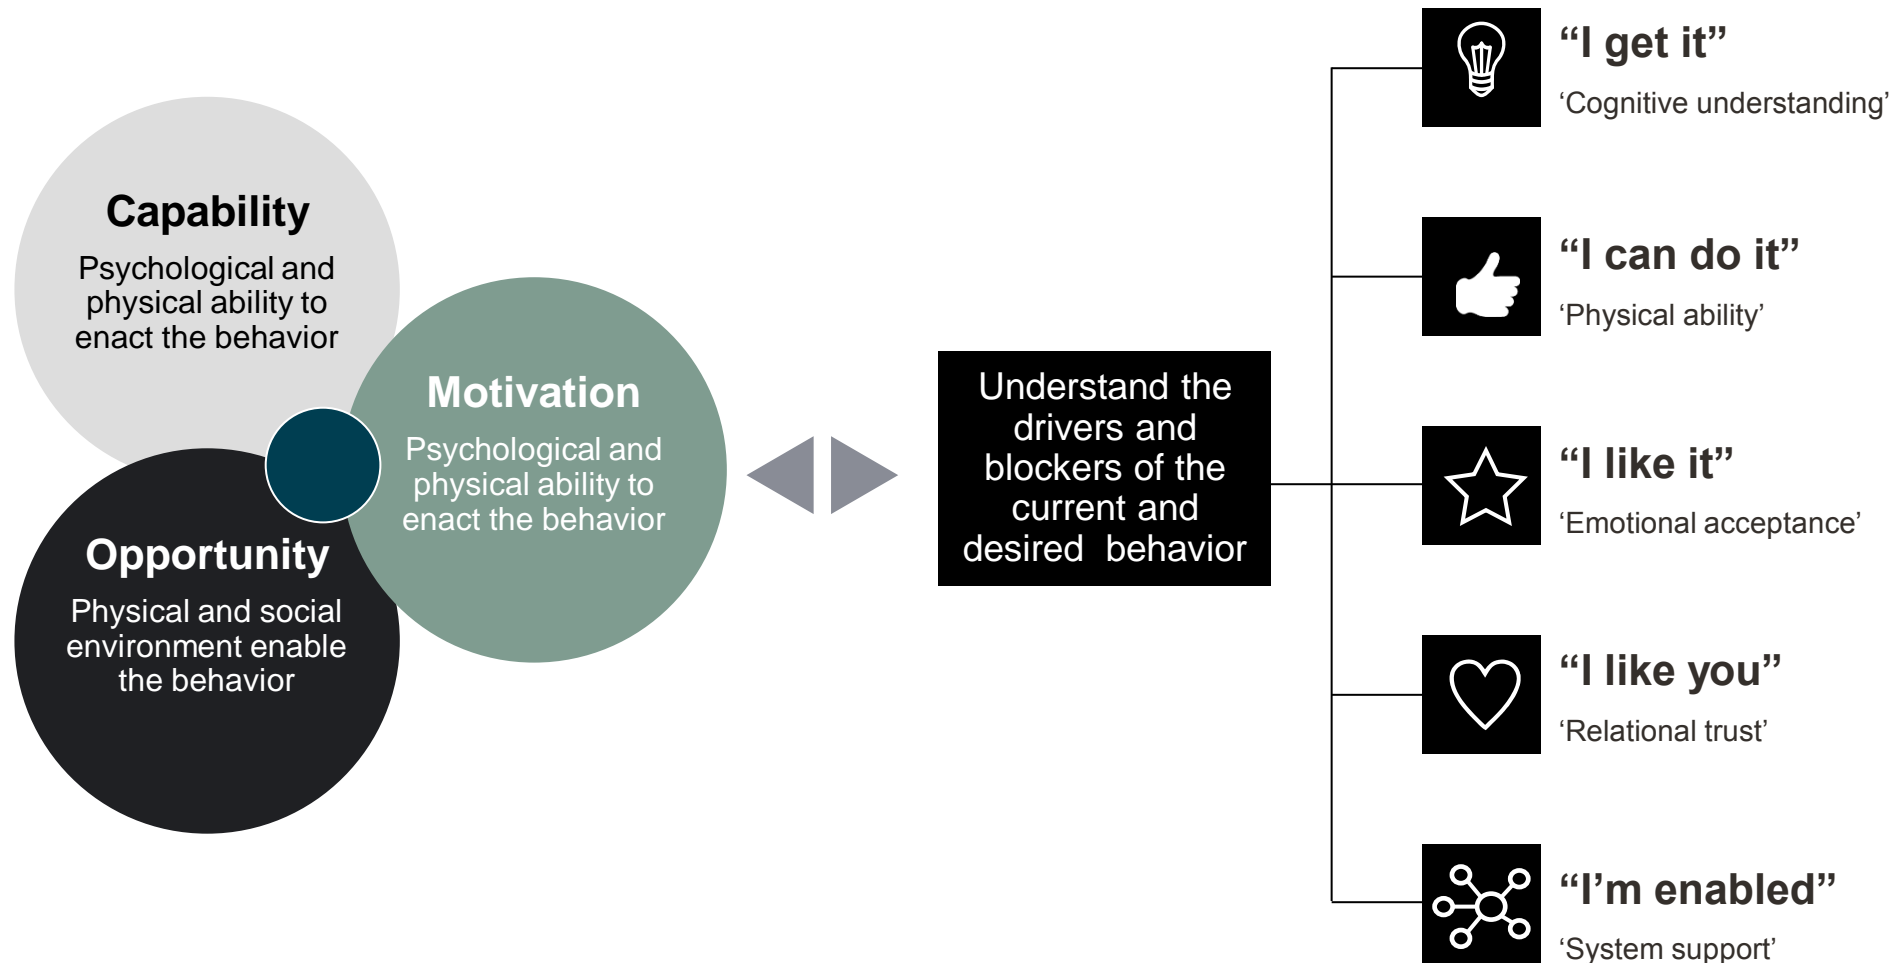 Capability
Psychological and
physical ability to
enact the behavior
Motivation
Psychological and
physical ability to
enact the behavior
Opportunity
Physical and social
environment enable
the behavior
Understand the
drivers and
blockers of the
current and
desired  behavior
“I get it”
‘Cognitive understanding’
“I can do it”
‘Physical ability’
“I like it”
‘Emotional acceptance’
“I like you”
‘Relational trust’
“I’m enabled”
‘System support’